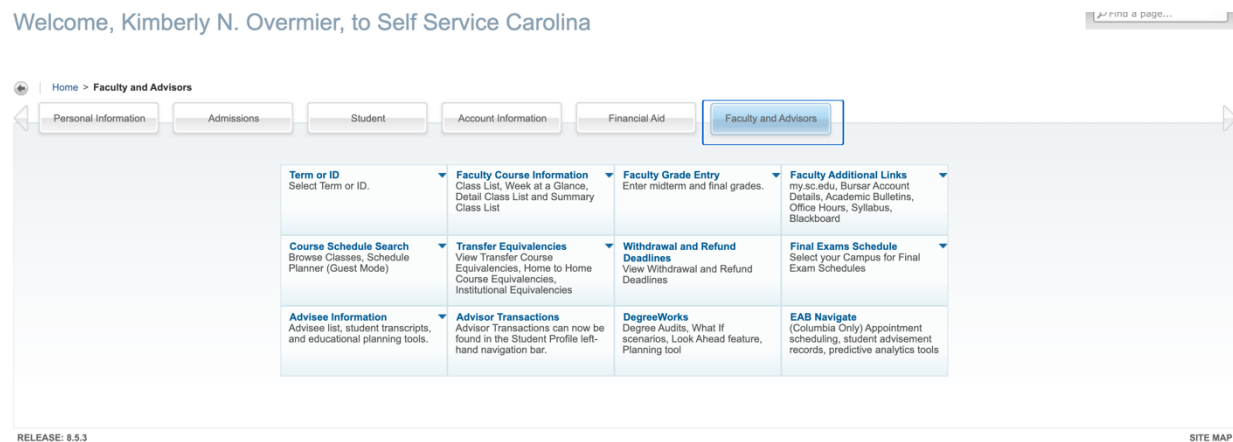 Welcome, Kimberly N. Overmier, to Self Service Carolina
Find a page...
Home > Faculty and Advisors
Personal Information
Admissions
Student
Account Information
Financial Aid
Faculty and Advisors
Term or ID
Select Term or ID.
Faculty Course Information
Class List, Week at a Glance,
Detail Class List and Summary
Class List
Faculty Grade Entry
Enter midterm and final grades.
Faculty Additional Links
my.sc.edu, Bursar Account
Details, Academic Bulletins,
Office Hours, Syllabus,
Blackboard
Course Schedule Search
Browse Classes, Schedule
Planner (Guest Mode)
Transfer Equivalencies
View Transfer Course
Equivalencies, Home to Home
Course Equivalencies,
Institutional Equivalencies
Withdrawal and Refund
Deadlines
View Withdrawal and Refund
Deadlines
Final Exams Schedule
Select your Campus for Final
Exam Schedules
Advisee Information
Advisee list, student transcripts,
and educational planning tools.
Advisor Transactions
Advisor Transactions can now be
found in the Student Profile left-
hand navigation bar.
DegreeWorks
Degree Audits, What If
scenarios, Look Ahead feature,
Planning tool
EAB Navigate
(Columbia Only) Appointment
scheduling, student advisement
records, predictive analytics tools
RELEASE: 8.5.3
SITE MAP